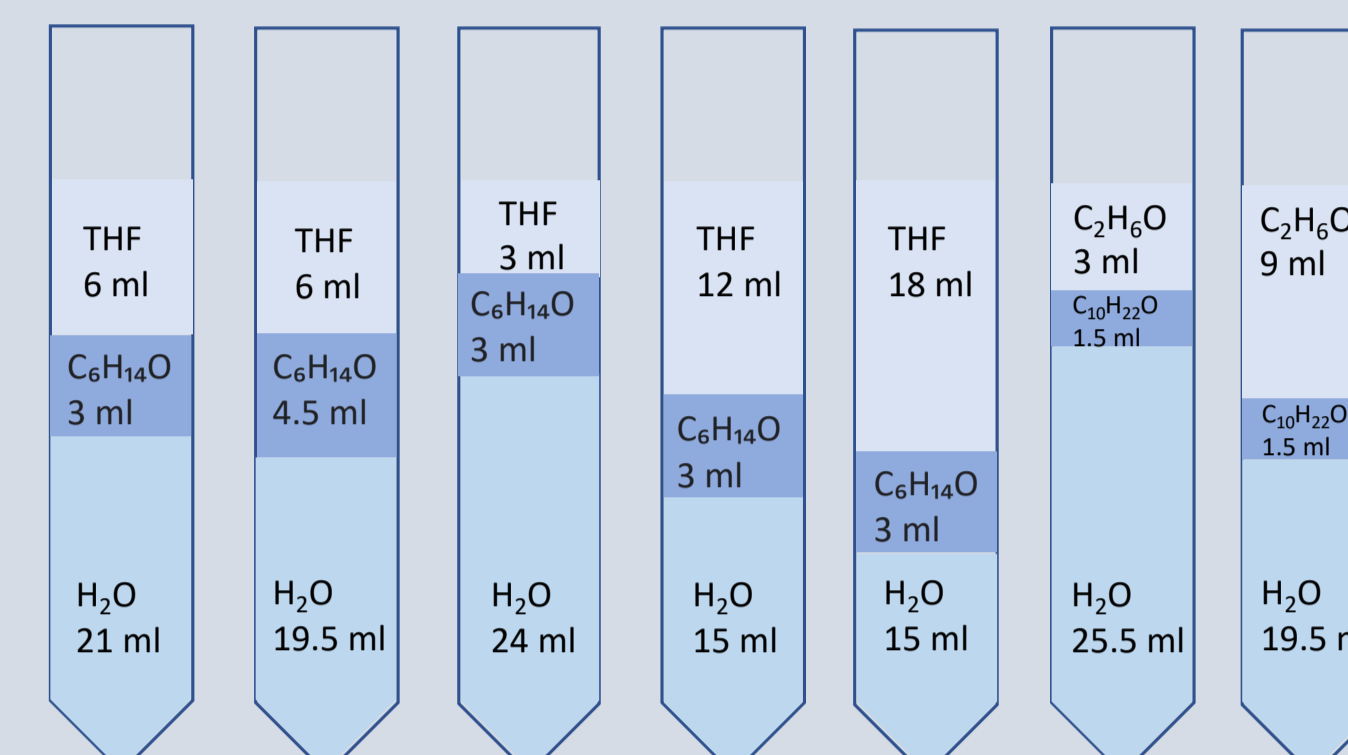 THF
6 ml
C₆H₁₄O
3 ml
H₂O
21 ml
THF
6 ml
C₆H₁₄O
4.5 ml
H₂O
19.5 ml
THF
3 ml
C₆H₁₄O
3 ml
H₂O
24 ml
THF
12 ml
C₆H₁₄O
3 ml
H₂O
15 ml
THF
18 ml
C₆H₁₄O
3 ml
H₂O
15 ml
C₂H₆O
3 ml
C₁₀H₂₂O
1.5 ml
H₂O
25.5 ml
C₂H₆O
9 ml
C₁₀H₂₂O
1.5 ml
H₂O
19.5